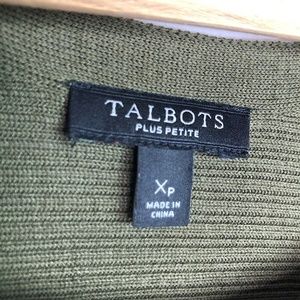 TALBOTS
PLUS PETITE
XP
MADE IN
CHINA